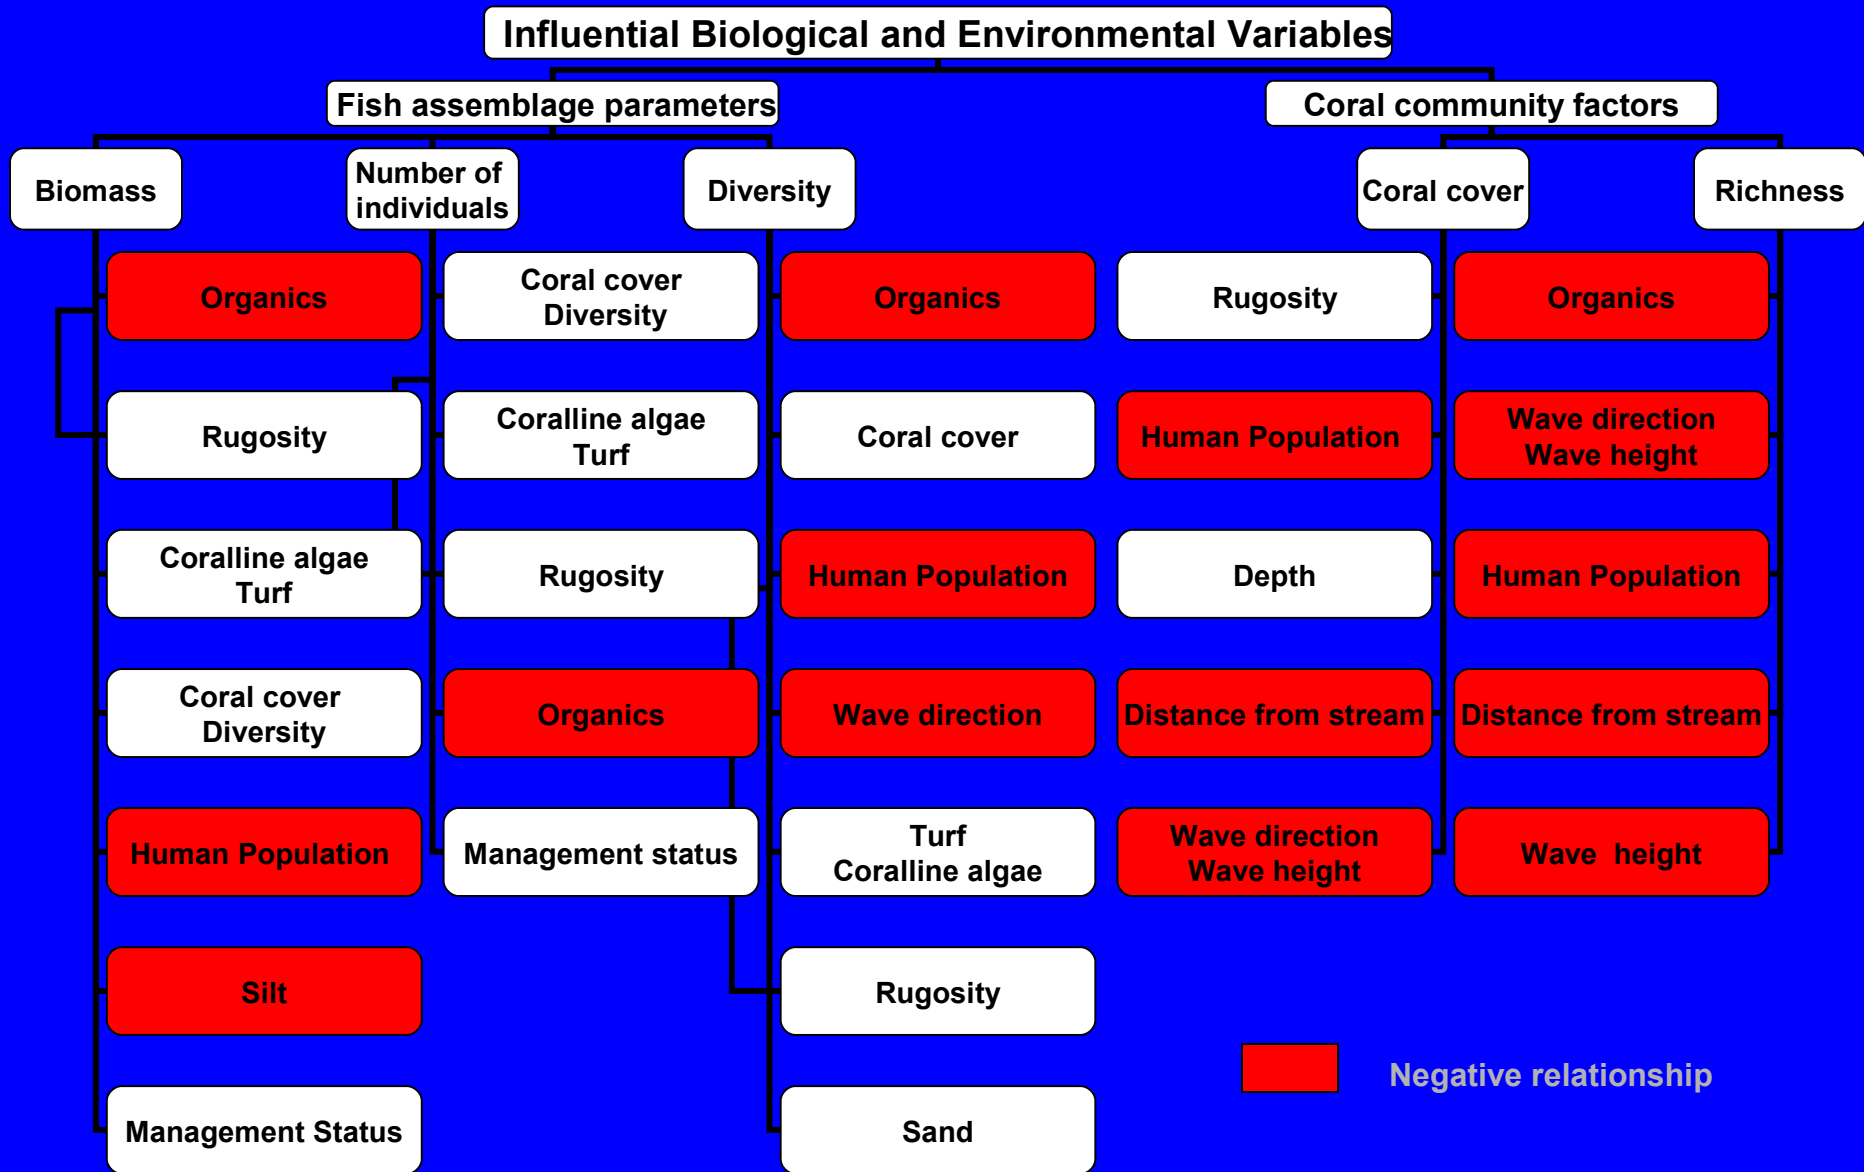 Influential Biological and Environmental Variables
Fish assemblage parameters
Coral community factors
Biomass
Number of
individuals
Diversity
Coral cover
Richness
Organics
Coral cover
Diversity
Organics
Rugosity
Organics
Rugosity
Coralline algae
Turf
Coral cover
Human Population
Wave direction
Wave height
Coralline algae
Turf
Rugosity
Human Population
Depth
Human Population
Coral cover
Diversity
Organics
Wave direction
Distance from stream
Distance from stream
Human Population
Management status
Turf
Coralline algae
Wave direction
Wave height
Wave  height
Silt
Rugosity
Negative relationship
Management Status
Sand